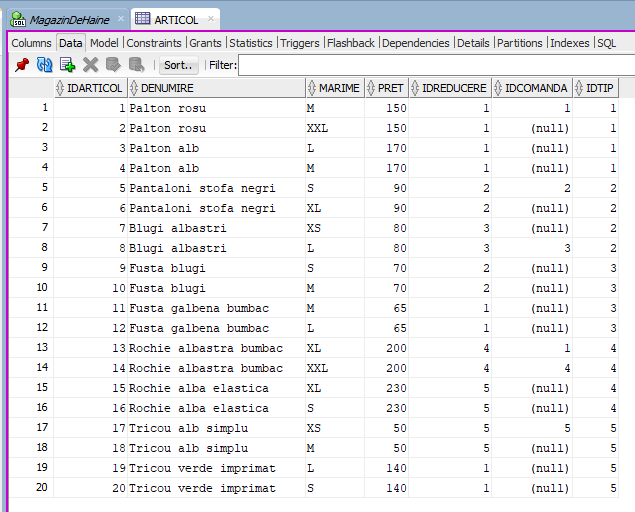 MagazinDeHaine ARTICOL
Columns Data Model Constraints Grants Statistics Triggers Flashback Dependencies Details Partitions Indexes SQL
Sort.. Filter:
IDARTICOL DENUMIRE MARIME PRET IDREDUCERE IDCOMANDA IDTIP
1 1 Palton rosu M 150 1 1 1
2 2 Palton rosu XXL 150 1 (null) 1
3 3 Palton alb L 170 1 (null) 1
4 4 Palton alb M 170 1 (null) 1
5 5 Pantaloni stofa negri S 90 2 2 2
6 6 Pantaloni stofa negri XL 90 2 (null) 2
7 7 Blugi albastri XS 80 3 (null) 2
8 8 Blugi albastri L 80 3 3 2
9 9 Fusta blugi S 70 2 (null) 3
10 10 Fusta blugi M 70 2 (null) 3
11 11 Fusta galbena bumbac M 65 1 (null) 3
12 12 Fusta galbena bumbac L 65 1 (null) 3
13 13 Rochie albastra bumbac XL 200 4 1 4
14 14 Rochie albastra bumbac XXL 200 4 4 4
15 15 Rochie alba elastica XL 230 5 (null) 4
16 16 Rochie alba elastica S 230 5 (null) 4
17 17 Tricou alb simplu XS 50 5 5 5
18 18 Tricou alb simplu M 50 5 (null) 5
19 19 Tricou verde imprimat L 140 1 (null) 5
20 20 Tricou verde imprimat S 140 1 (null) 5